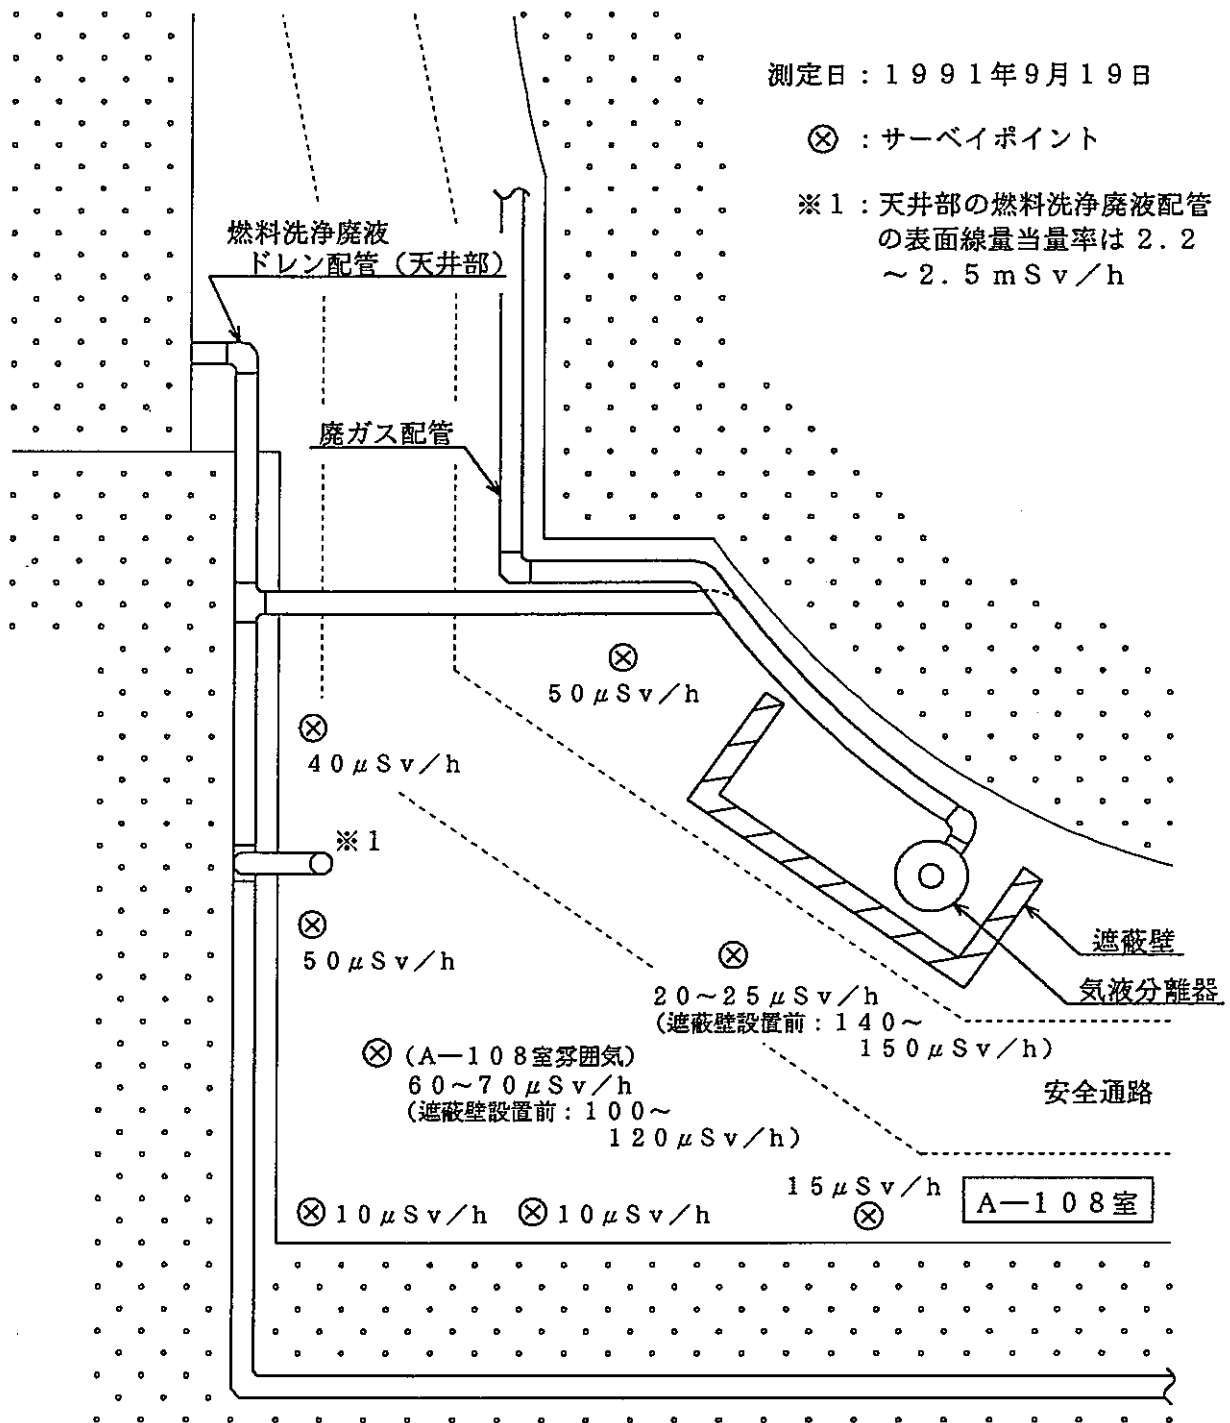 測定日：１９９１年９月１９日
⊗：サーベイポイント
※１：天井部の燃料洗浄廃液配管
の表面線量当量率は２.２
～２.５ｍＳｖ／ｈ
燃料洗浄廃液
ドレン配管（天井部）
廃ガス配管
５０μＳｖ／ｈ
４０μＳｖ／ｈ
※１
５０μＳｖ／ｈ
遮蔽壁
気液分離器
２０～２５μＳｖ／ｈ
（遮蔽壁設置前：１４０～
１５０μＳｖ／ｈ）
（Ａ－１０８室雰囲気）
６０～７０μＳｖ／ｈ
（遮蔽壁設置前：１００～
１２０μＳｖ／ｈ）
安全通路
１５μＳｖ／ｈ
Ａ－１０８室
１０μＳｖ／ｈ
１０μＳｖ／ｈ